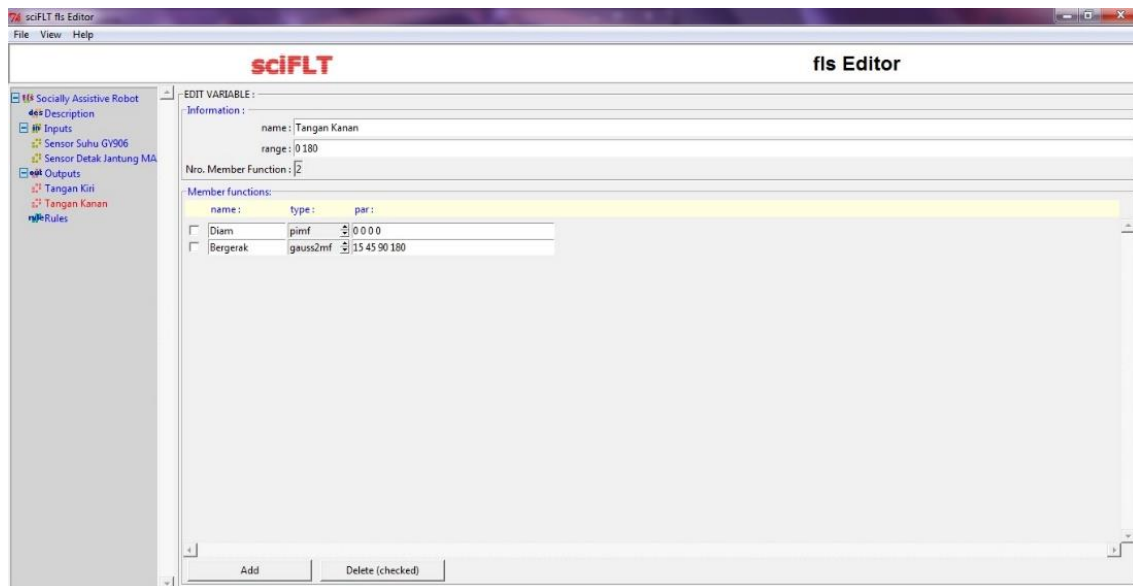 sciFLT fls Editor
File View Help
sciFLT fls Editor
Socially Assistive Robot
des Description
Inputs
Sensor Suhu GY906
Sensor Detak Jantung MA
out Outputs
Tangan Kiri
Tangan Kanan
Rules
EDIT VARIABLE :
Information :
name : Tangan Kanan
range : 0 180
Nro. Member Function : 2
Member functions:
name : type : par :
Diam pimf 0 0 0 0
Bergerak gauss2mf 15 45 90 180
Add Delete (checked)